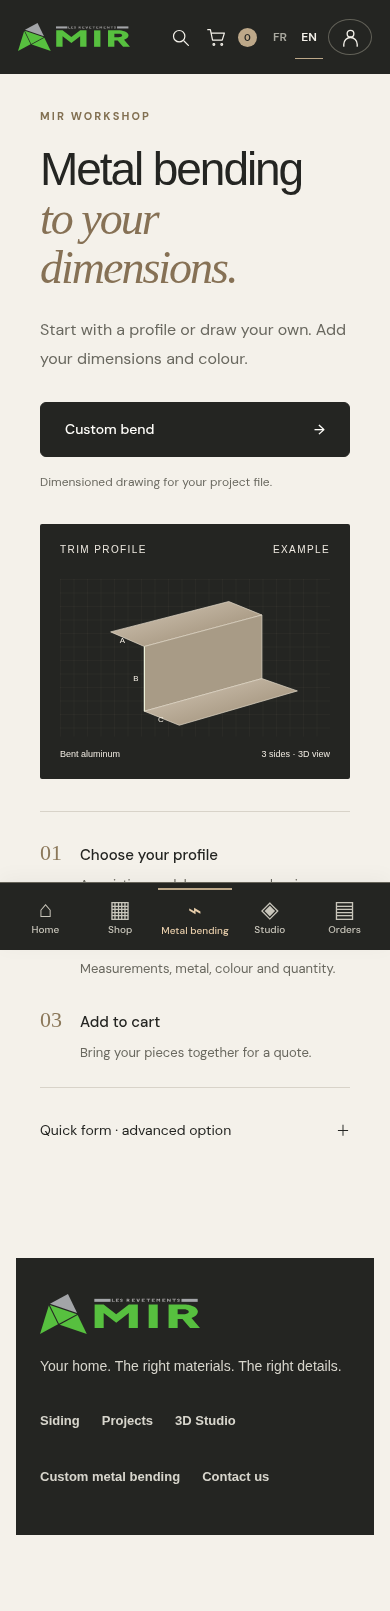 LES REVETEMENTS
MIR
0
FR
EN
MIR WORKSHOP
Metal bending
to your
dimensions.
Start with a profile or draw your own. Add
your dimensions and colour.
Custom bend →
Dimensioned drawing for your project file.
TRIM PROFILE
EXAMPLE
A
B
C
Bent aluminum
3 sides · 3D view
01
Choose your profile
Home
Shop
Metal bending
Studio
Orders
Measurements, metal, colour and quantity.
03
Add to cart
Bring your pieces together for a quote.
Quick form · advanced option +
LES REVETEMENTS
MIR
Your home. The right materials. The right details.
Siding
Projects
3D Studio
Custom metal bending
Contact us